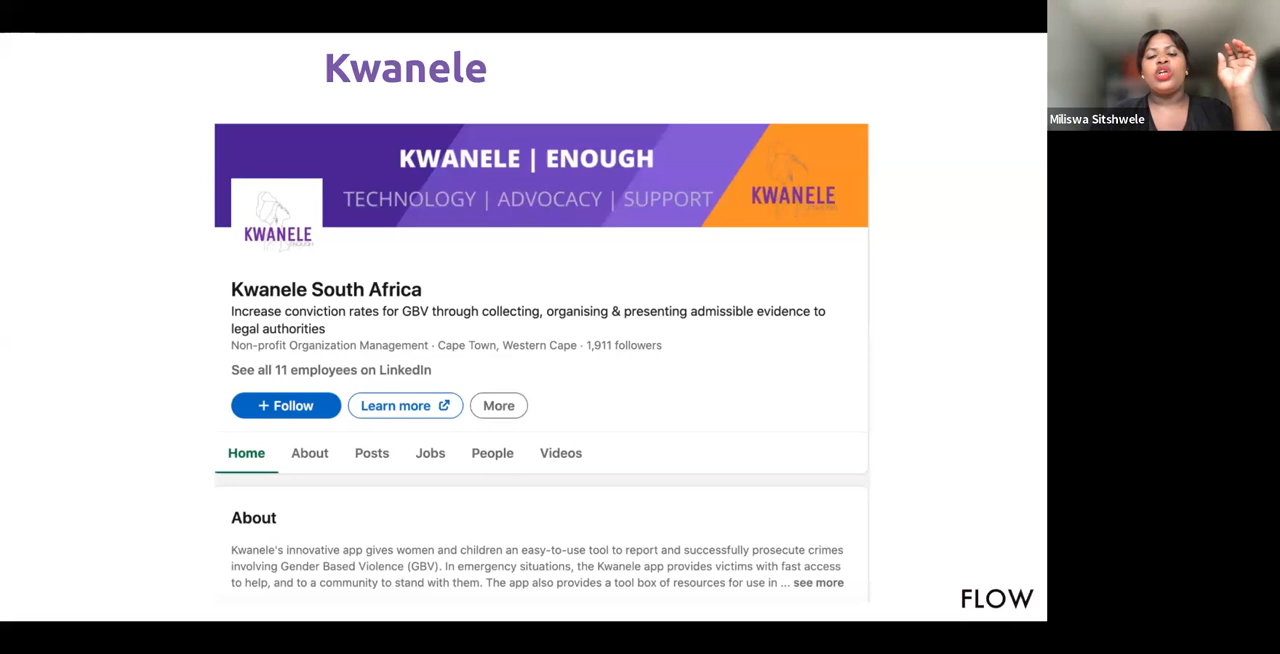 Kwanele
Miliswa Sitshwele
KWANELE | ENOUGH
TECHNOLOGY | ADVOCACY | SUPPORT
KWANELE
KWANELE
Kwanele South Africa
Increase conviction rates for GBV through collecting, organising & presenting admissible evidence to
legal authorities
Non-profit Organization Management · Cape Town, Western Cape · 1,911 followers
See all 11 employees on LinkedIn
+ Follow
Learn more
More
Home About Posts Jobs People Videos
About
Kwanele's innovative app gives women and children an easy-to-use tool to report and successfully prosecute crimes
involving Gender Based Violence (GBV). In emergency situations, the Kwanele app provides victims with fast access
to help, and to a community to stand with them. The app also provides a tool box of resources for use in ... see more
FLOW